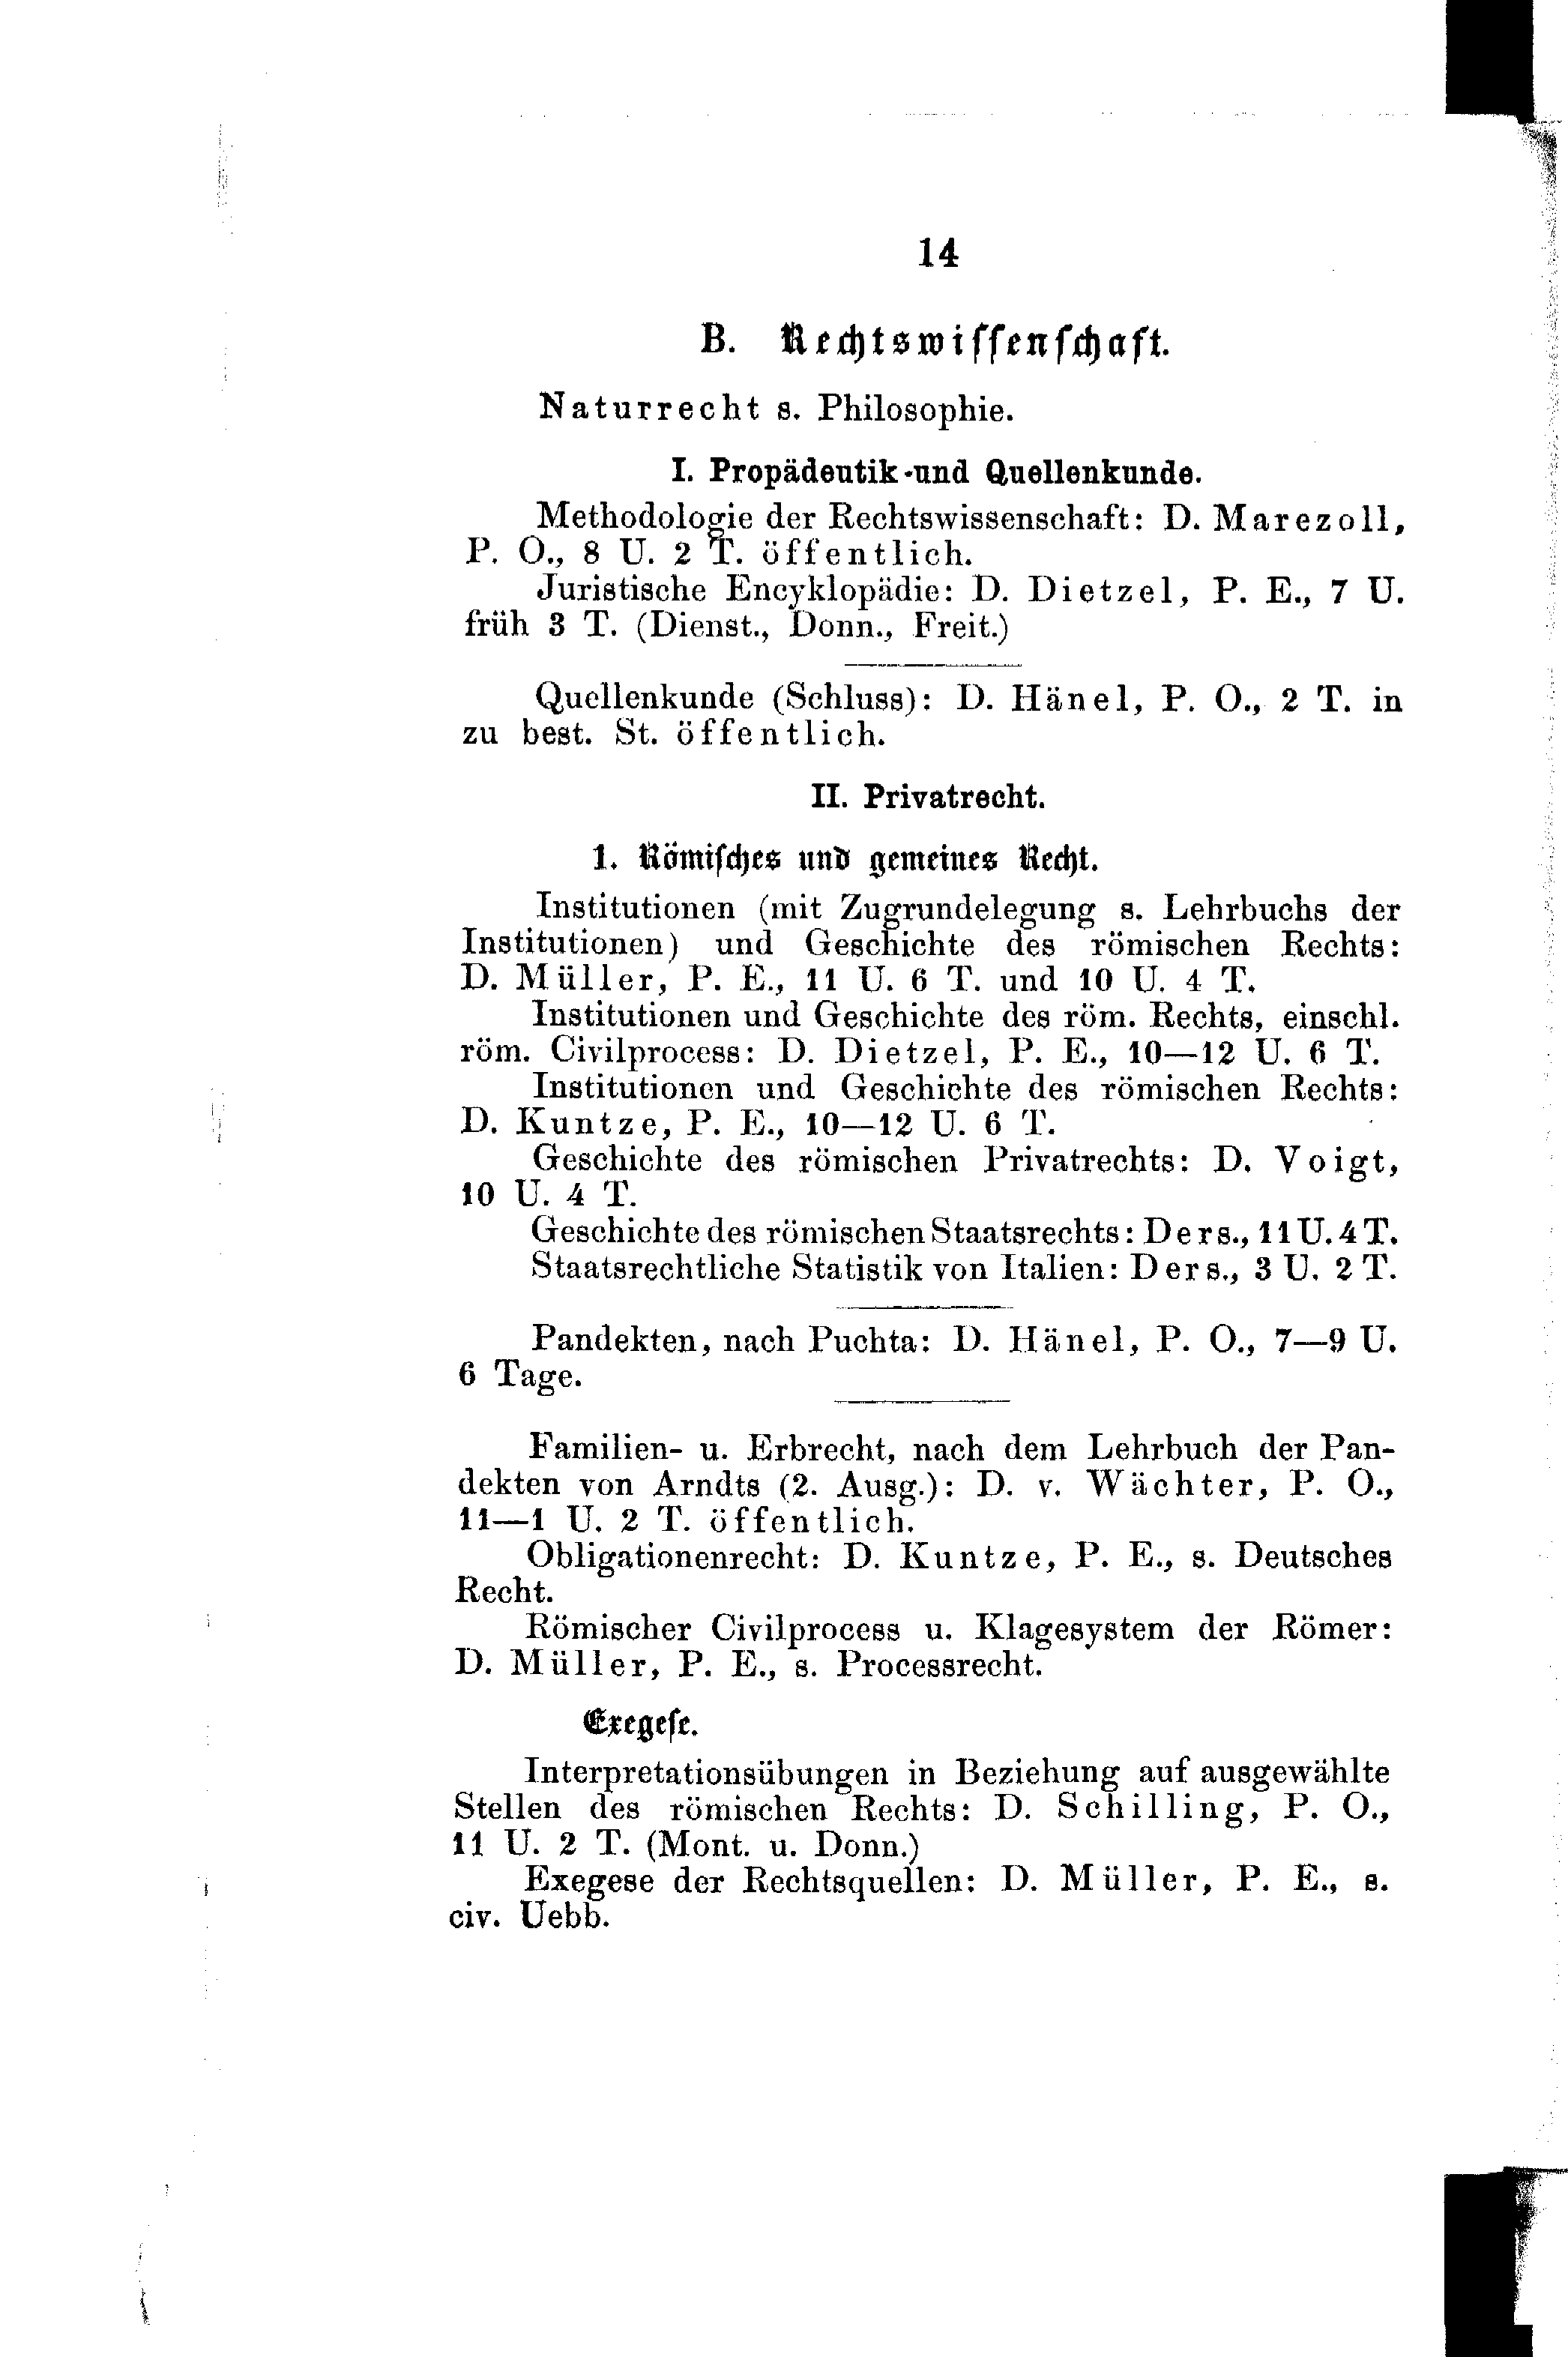 14
B. Rechtswissenschaft.
Naturrecht s. Philosophie.
I. Propädeutik und Quellenkunde.
Methodologie der Rechtswissenschaft: D. Marezoll,
P. O., 8 U. 2 T. öffentlich.
Juristische Encyklopädie: D. Dietzel, P. E., 7 U.
früh 3 T. (Dienst., Donn., Freit.)
Quellenkunde (Schluss): D. Hänel, P. O., 2 T. in
zu best. St. öffentlich.
II. Privatrecht.
1. Römisches und gemeines Recht.
Institutionen (mit Zugrundelegung s. Lehrbuchs der
Institutionen) und Geschichte des römischen Rechts:
D. Müller, P. E., 11 U. 6 T. und 10 U. 4 T.
Institutionen und Geschichte des röm. Rechts, einschl.
röm. Civilprocess: D. Dietzel, P. E., 10—12 U. 6 T.
Institutionen und Geschichte des römischen Rechts:
D. Kuntze, P. E., 10—12 U. 6 T.
Geschichte des römischen Privatrechts: D. Voigt,
10 U. 4 T.
Geschichte des römischen Staatsrechts: Ders., 11 U. 4 T.
Staatsrechtliche Statistik von Italien: Ders., 3 U. 2 T.
Pandekten, nach Puchta: D. Hänel, P. O., 7—9 U.
6 Tage.
Familien- u. Erbrecht, nach dem Lehrbuch der Pan-
dekten von Arndts (2. Ausg.): D. v. Wächter, P. O.,
11—1 U. 2 T. öffentlich.
Obligationenrecht: D. Kuntze, P. E., s. Deutsches
Recht.
Römischer Civilprocess u. Klagesystem der Römer:
D. Müller, P. E., s. Processrecht.
Exegese.
Interpretationsübungen in Beziehung auf ausgewählte
Stellen des römischen Rechts: D. Schilling, P. O.,
11 U. 2 T. (Mont. u. Donn.)
Exegese der Rechtsquellen: D. Müller, P. E., s.
civ. Uebb.